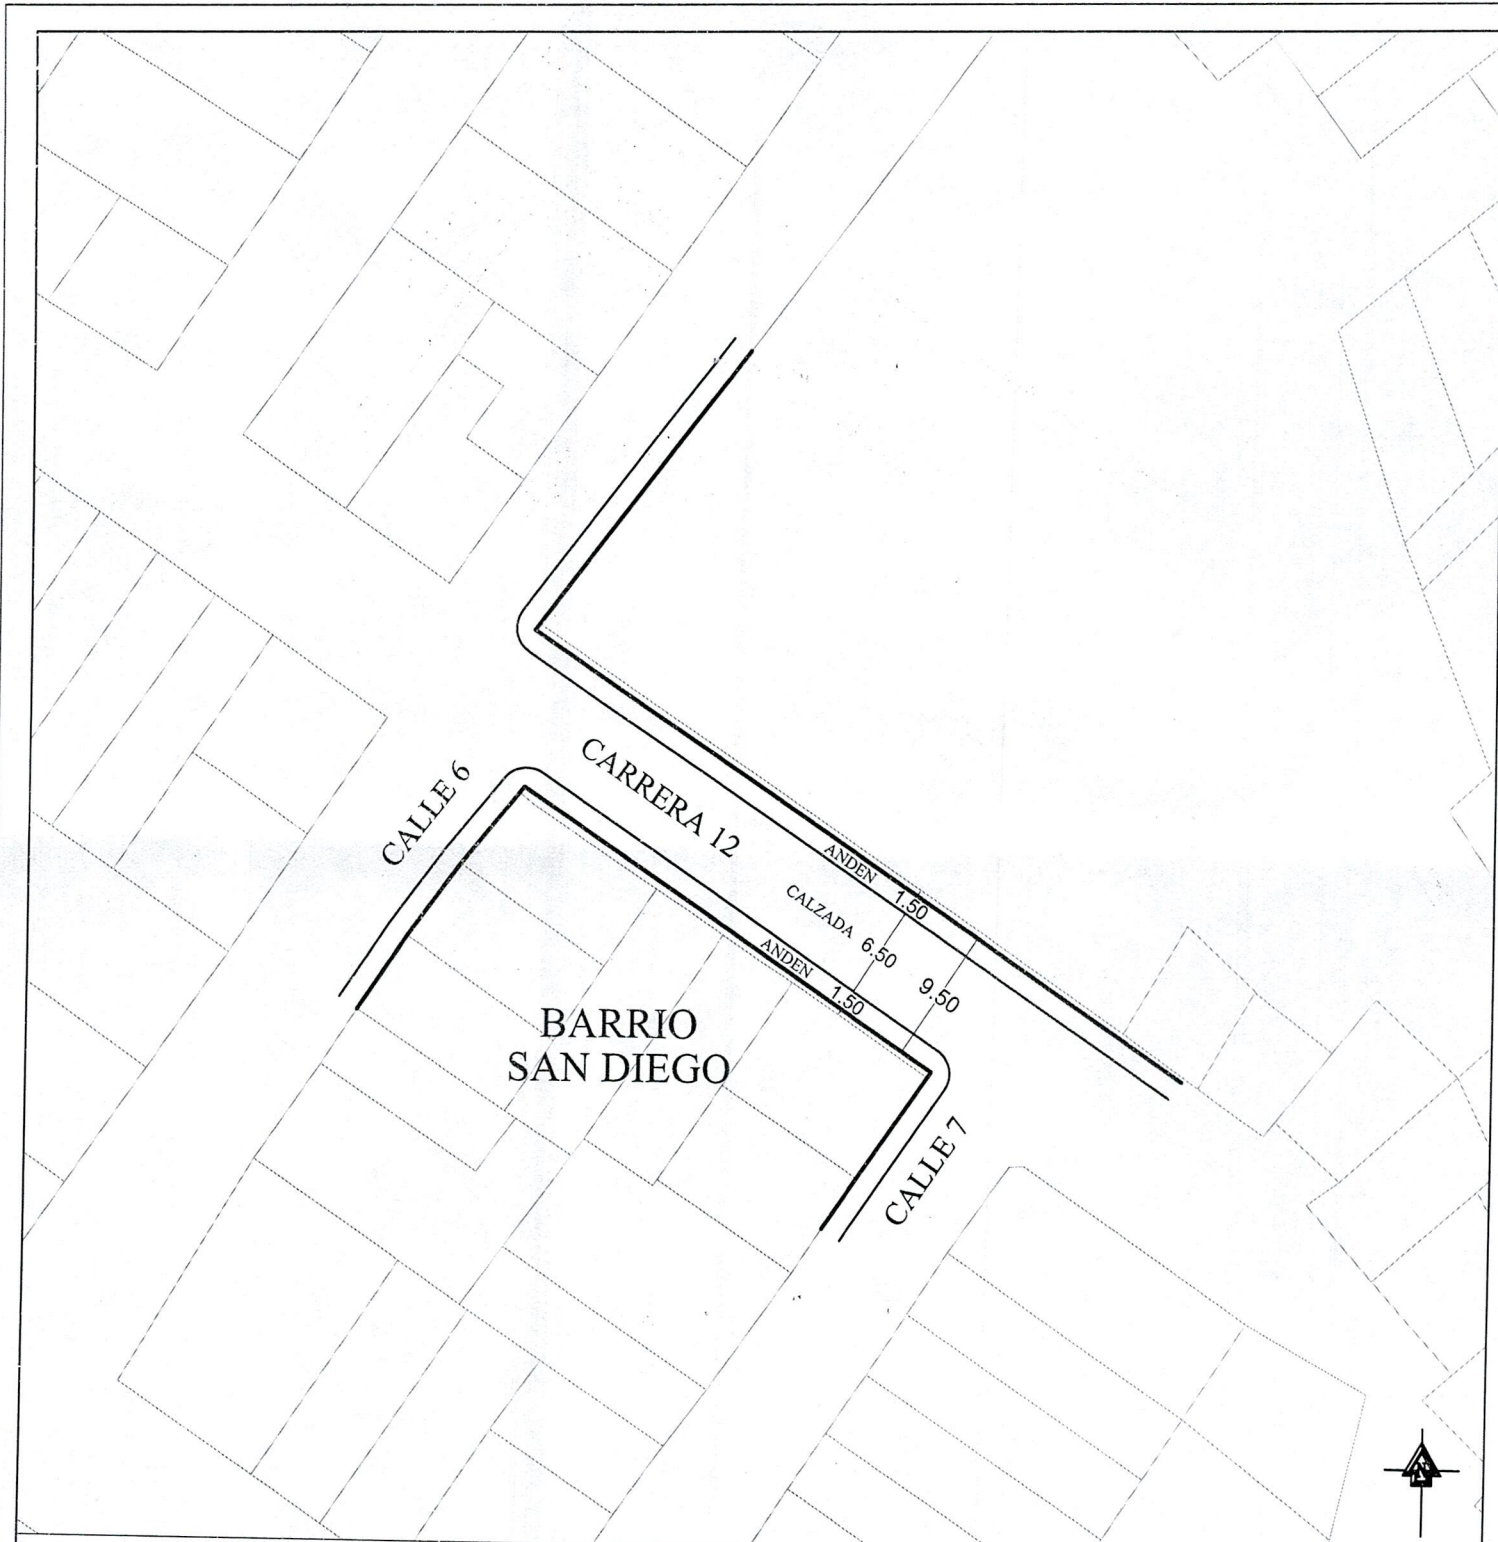 CARRERA 12
CALLE 6
ANDEN 1.50
CALZADA 6.50
9.50
ANDEN 1.50
BARRIO
SAN DIEGO
CALLE 7
N